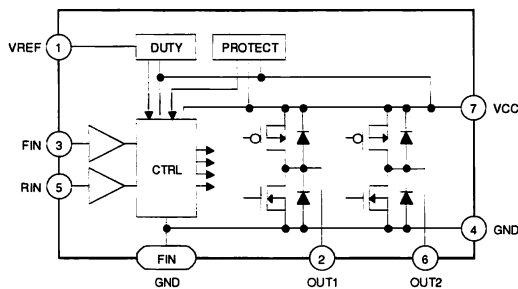 DUTY PROTECT
VREF 1
7 VCC
FIN 3
CTRL
RIN 5
4 GND
FIN 2 6
GND OUT1 OUT2